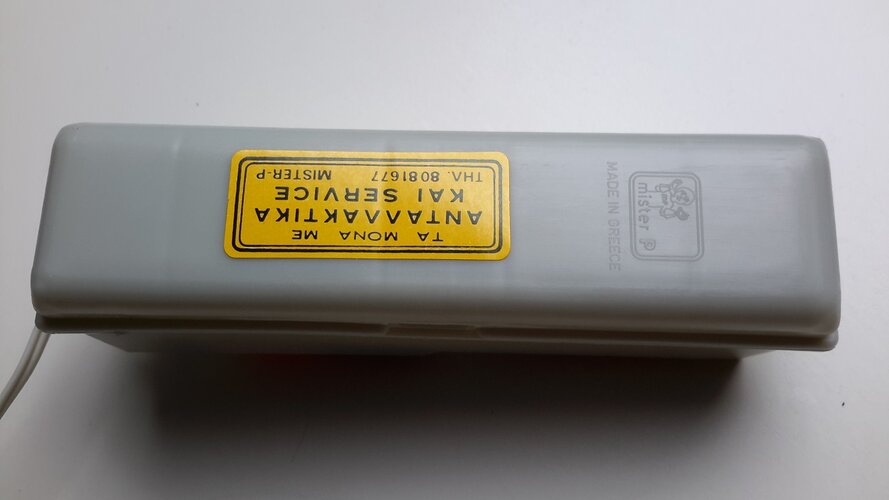 ΤΑ ΜΟΝΑ ΜΕ
ΑΝΤΑΛΛΑΚΤΙΚΑ
ΚΑΙ SERVICE
ΤΗΛ. 8081677 MISTER-P
mister P
MADE IN GREECE